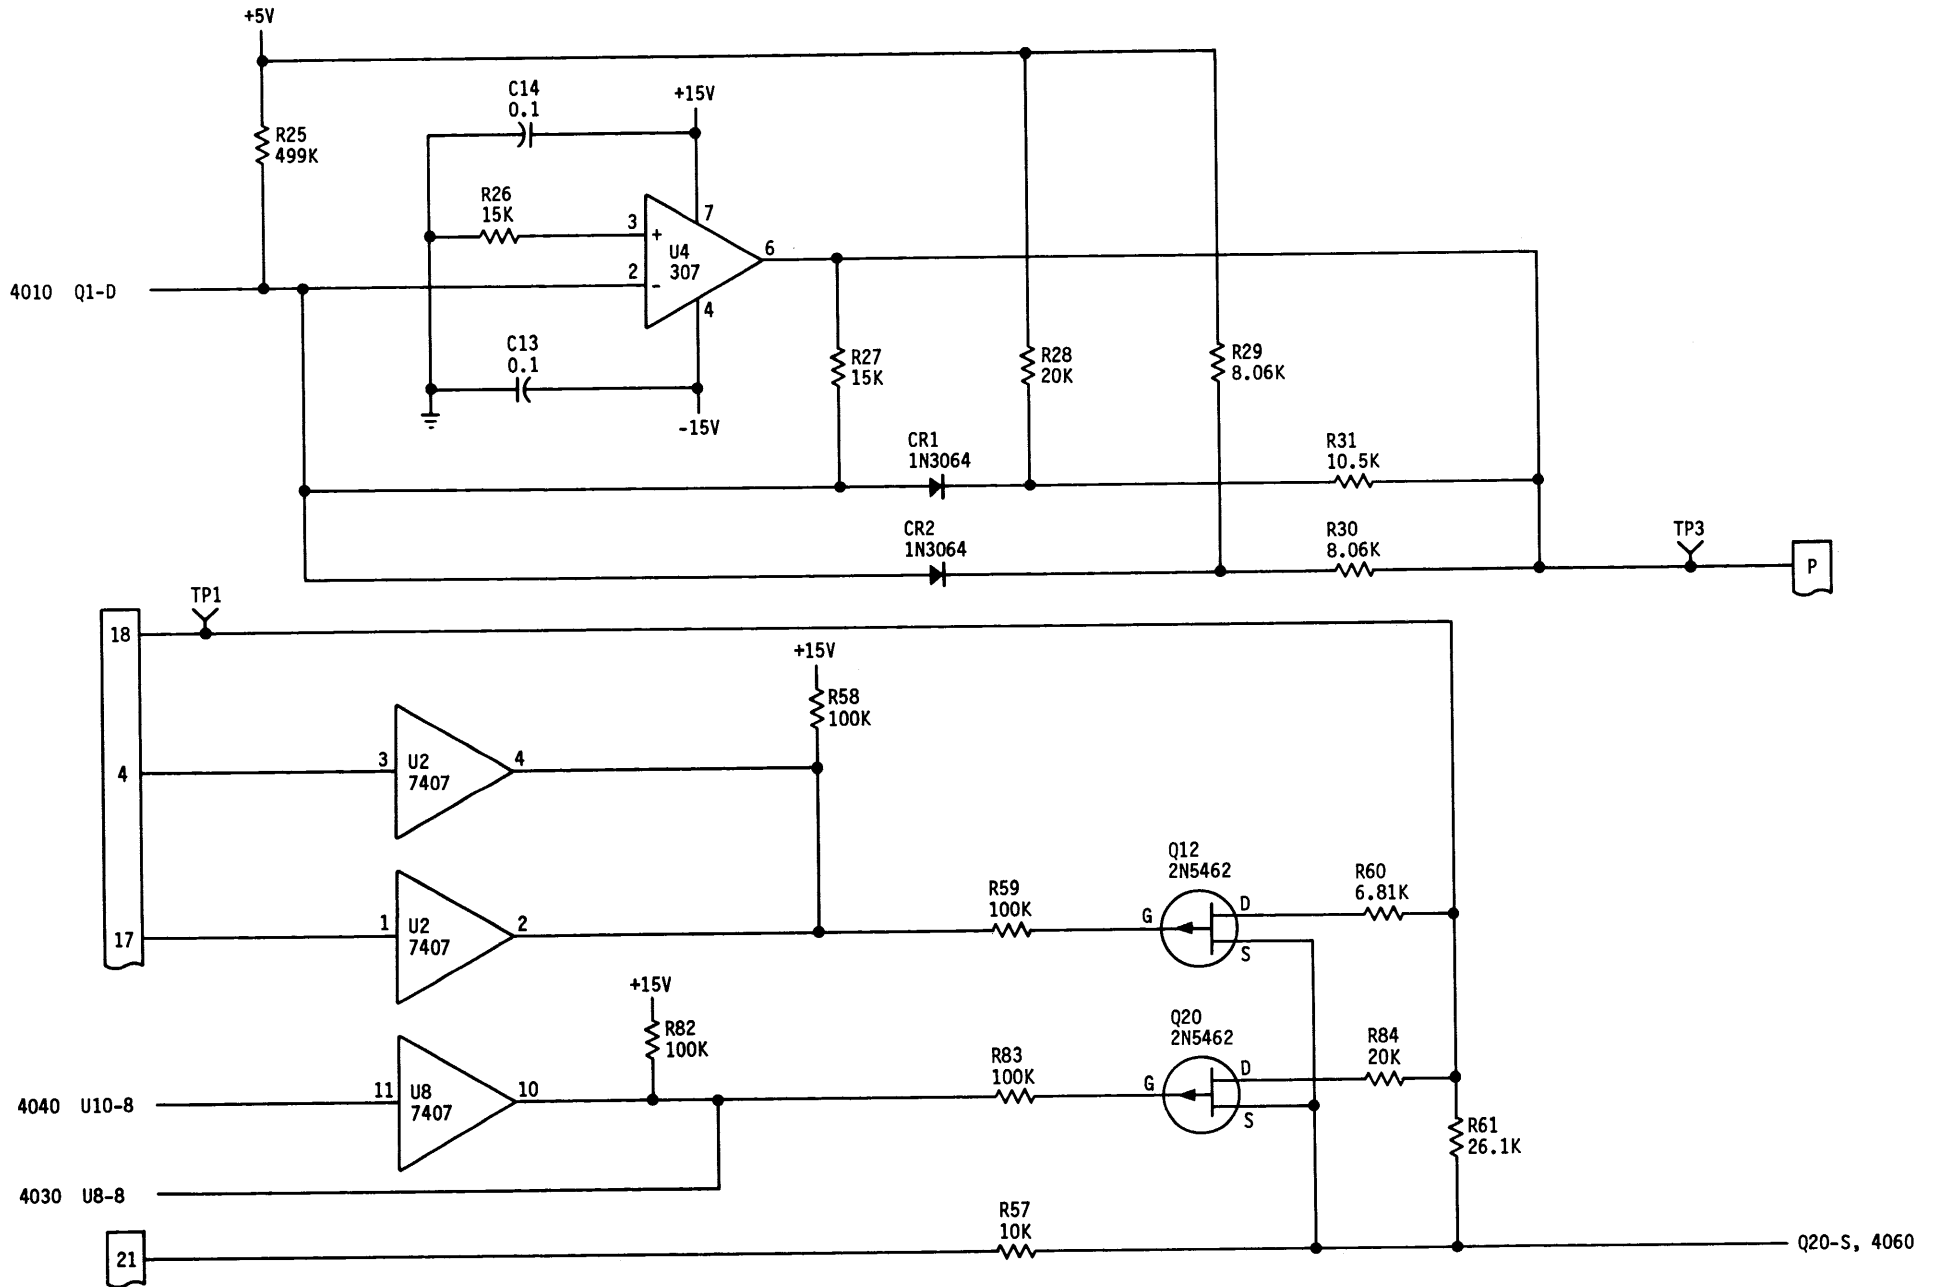 +5V
C14
0.1
+15V
R25
499K
R26
15K
3
+
7
U4
307
6
2
-
4
4010 Q1-D
C13
0.1
-15V
R27
15K
R28
20K
R29
8.06K
CR1
1N3064
R31
10.5K
CR2
1N3064
R30
8.06K
TP3
P
TP1
18
+15V
R58
100K
4
3
U2
7407
4
17
1
U2
7407
2
R59
100K
Q12
2N5462
G
D
S
R60
6.81K
+15V
R82
100K
4040 U10-8
11
U8
7407
10
R83
100K
Q20
2N5462
G
D
S
R84
20K
R61
26.1K
4030 U8-8
21
R57
10K
Q20-S, 4060